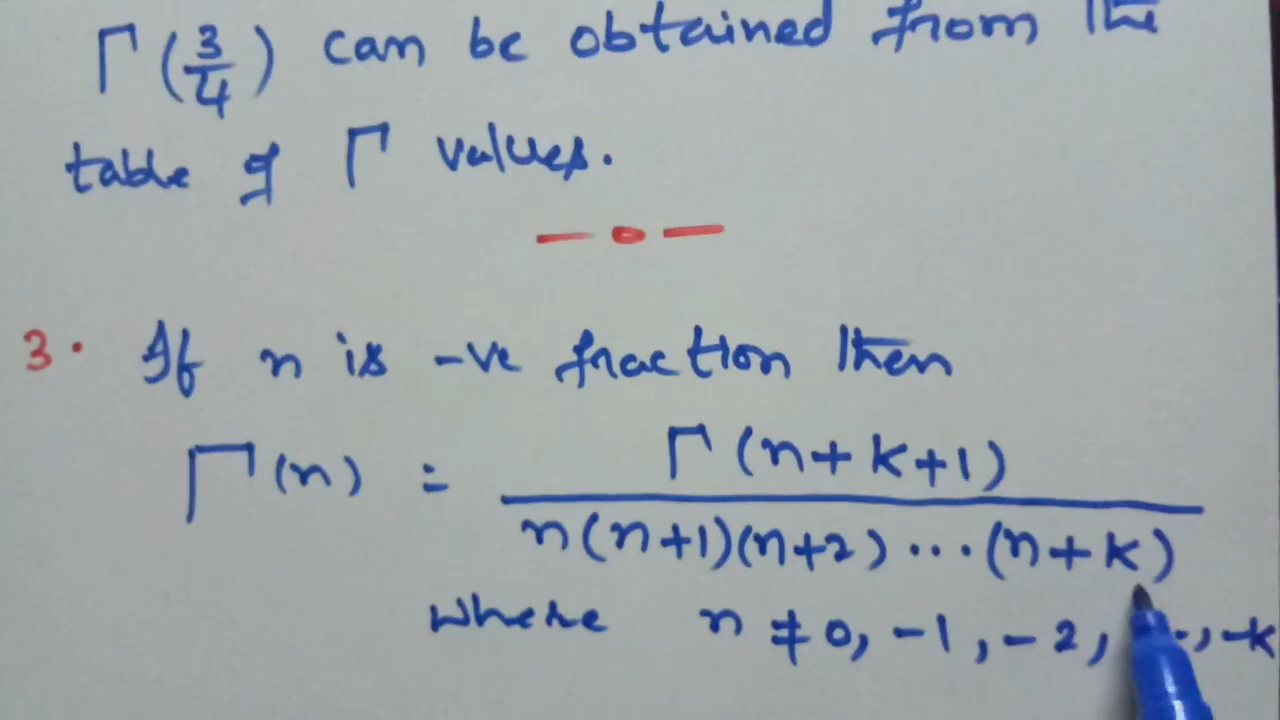 Γ(3/4) can be obtained from the
table of Γ values.
3. If n is -ve fraction then
Γ(n) = Γ(n+k+1) / n(n+1)(n+2)...(n+k)
where n ≠ 0, -1, -2, .., -k